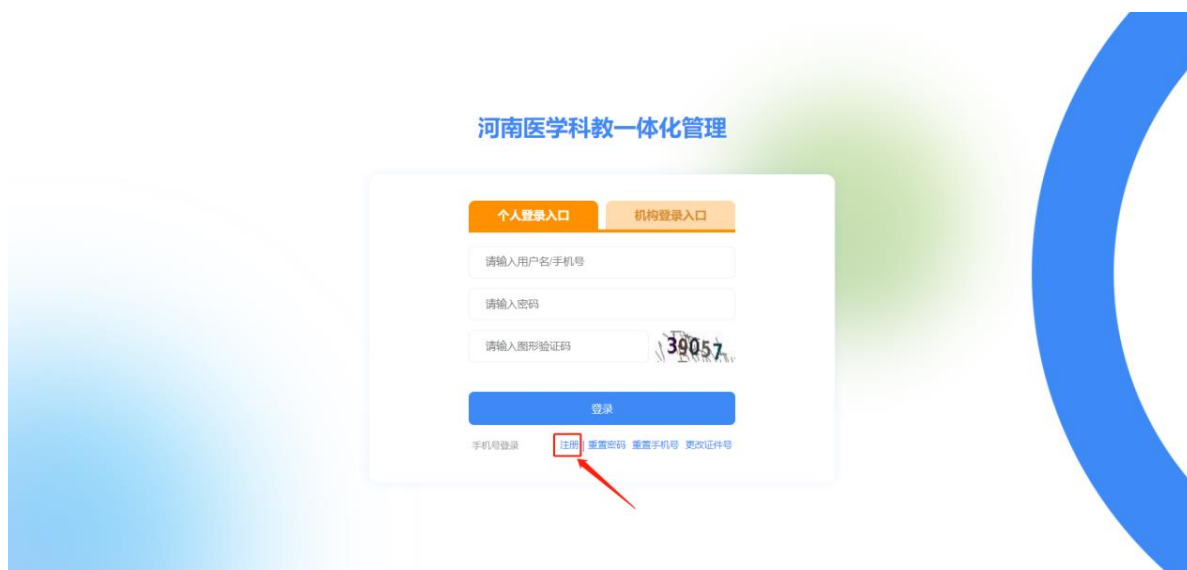 河南医学科教一体化管理
个人登录入口 机构登录入口
请输入用户名/手机号
请输入密码
请输入图形验证码 39057
登录
手机号登录 注册 | 重置密码 重置手机号 更改证件号